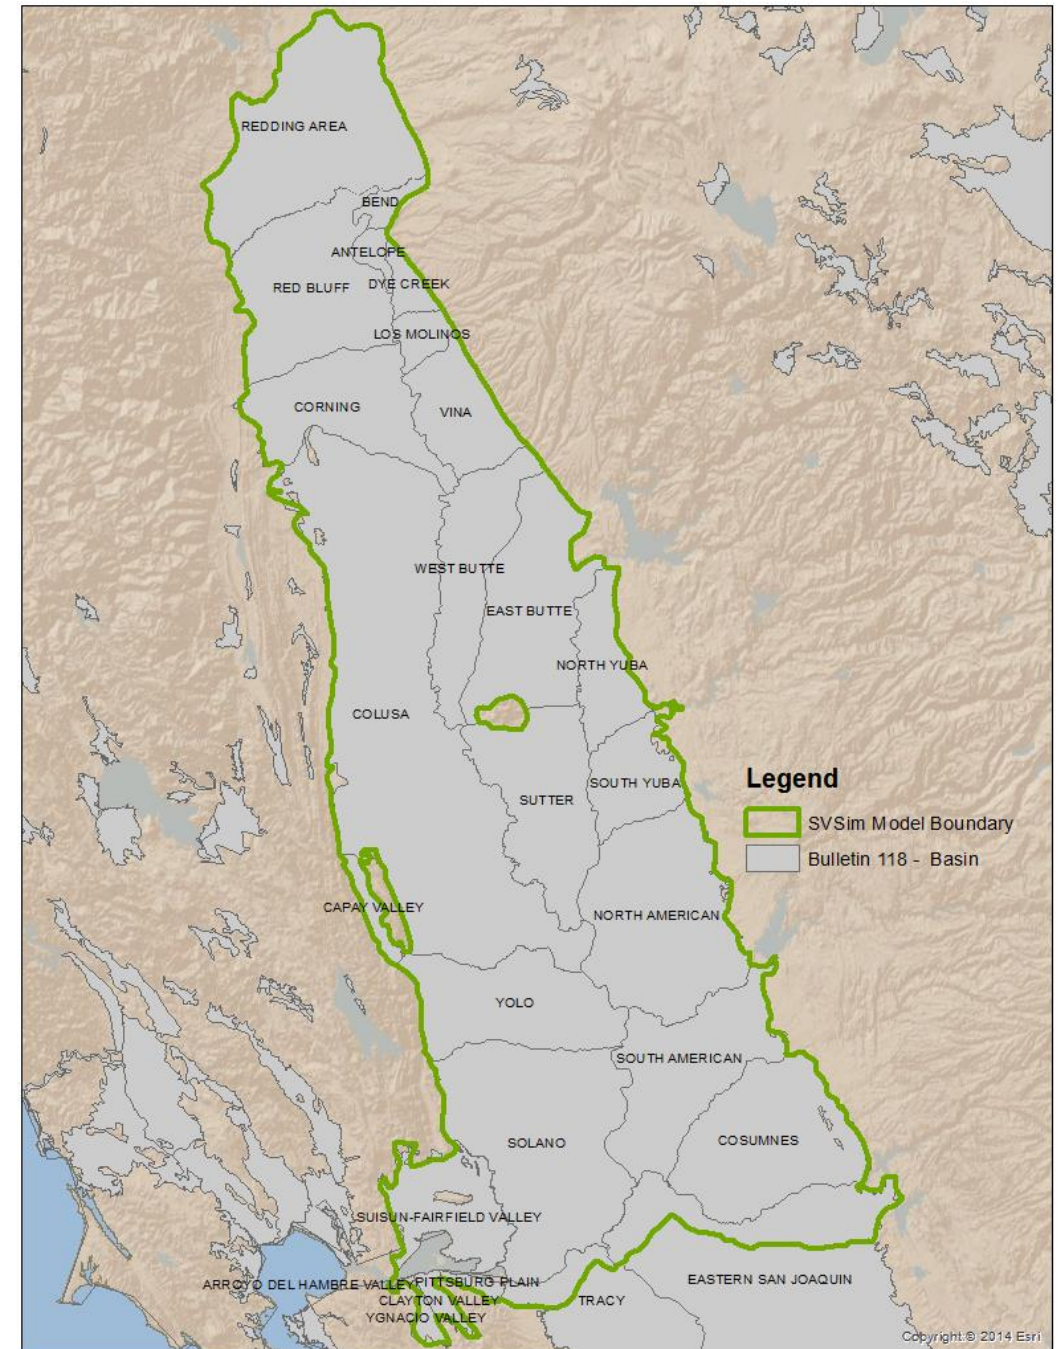 REDDING AREA
BEND
ANTELOPE
RED BLUFF
DYE CREEK
LOS MOLINOS
CORNING
VINA
WEST BUTTE
EAST BUTTE
NORTH YUBA
COLUSA
Legend
SOUTH YUBA
SUTTER
SVSim Model Boundary
Bulletin 118 - Basin
CAPAY VALLEY
NORTH AMERICAN
YOLO
SOUTH AMERICAN
SOLANO
COSUMNES
SUISUN-FAIRFIELD VALLEY
EASTERN SAN JOAQUIN
ARROYO DEL HAMBRE VALLEY
PITTSBURG PLAIN
CLAYTON VALLEY
TRACY
YGNACIO VALLEY
Copyright:© 2014 Esri